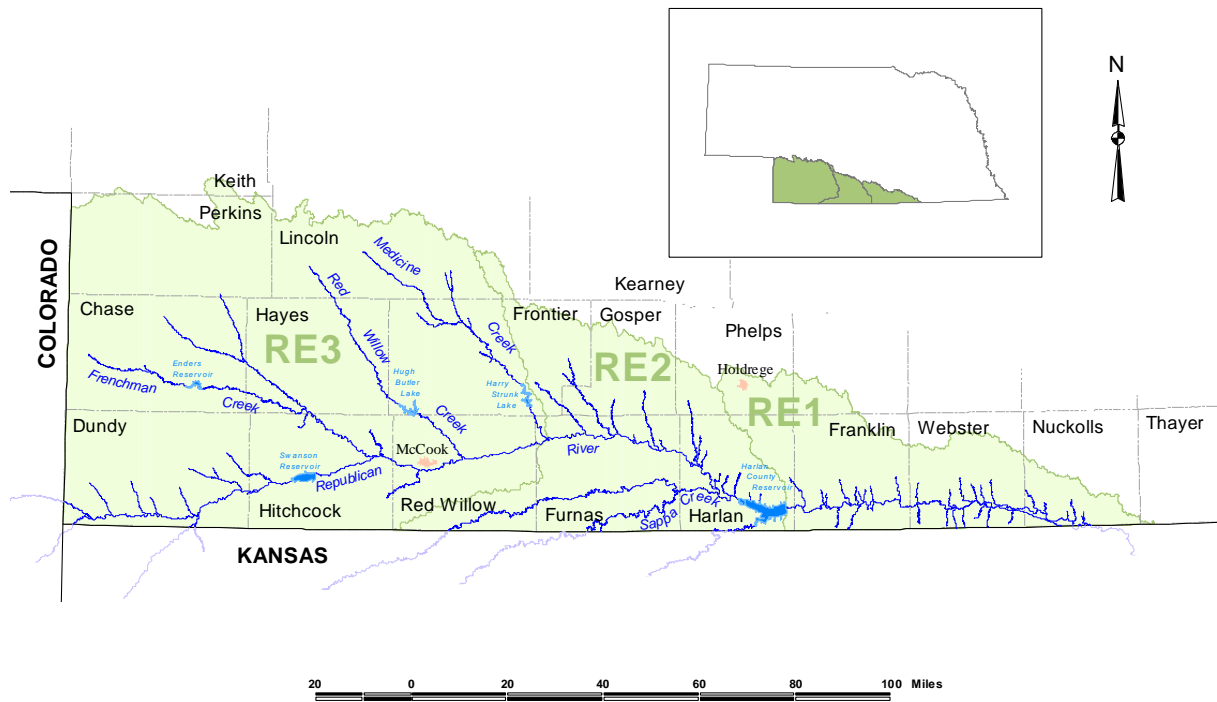 N
Keith
Perkins
Lincoln
Medicine
Creek
COLORADO
Chase
Hayes
Red
Willow
Creek
Frontier
Gosper
Kearney
Phelps
RE3
RE2
Holdrege
RE1
Enders
Reservoir
Frenchman
Creek
Hugh
Butler
Lake
Harry
Strunk
Lake
Dundy
Franklin
Webster
Nuckolls
Thayer
McCook
River
Swanson
Reservoir
Republican
Harlan
County
Reservoir
Hitchcock
Red Willow
Furnas
Sappa Creek
Harlan
KANSAS
20 0 20 40 60 80 100 Miles